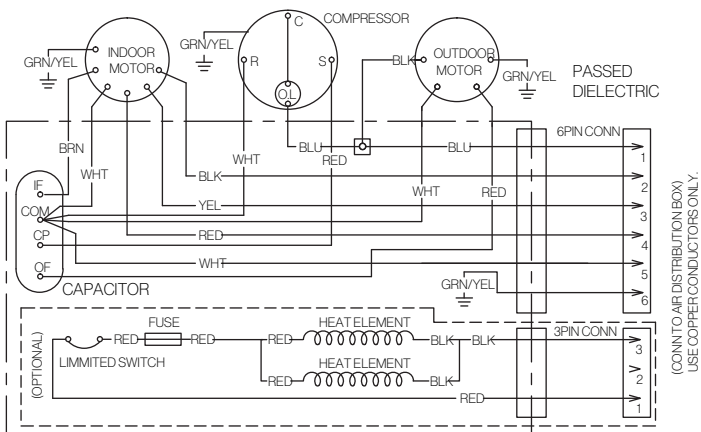 COMPRESSOR
C
R
S
O.L
GRN/YEL
INDOOR
MOTOR
GRN/YEL
BLK
OUTDOOR
MOTOR
GRN/YEL
PASSED
DIELECTRIC
6PIN CONN
BRN
WHT
WHT
BLU
RED
BLU
1
BLK
2
WHT
RED
YEL
3
RED
4
WHT
5
GRN/YEL
6
IF
COM
CP
OF
CAPACITOR
(OPTIONAL)
LIMMITED SWITCH
RED
FUSE
RED
RED
HEAT ELEMENT
BLK
BLK
3PIN CONN
3
RED
HEAT ELEMENT
BLK
2
RED
1
(CONN TO AIR DISTRIBUTION BOX)
USE COPPER CONDUCTORS ONLY.